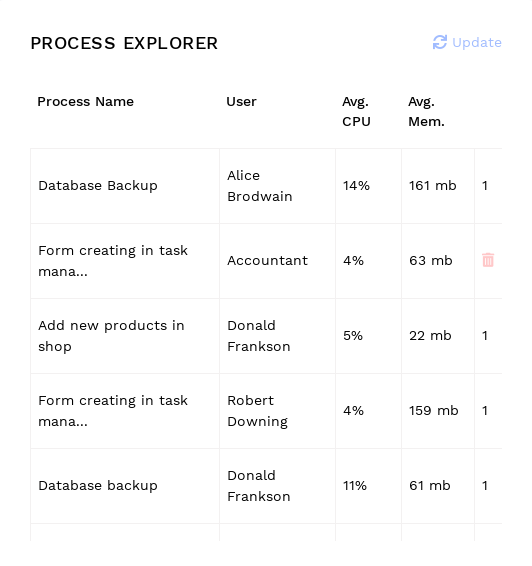 PROCESS EXPLORER
Update
Process Name User Avg. CPU Avg. Mem.
Database Backup Alice Brodwain 14% 161 mb 1
Form creating in task mana... Accountant 4% 63 mb
Add new products in shop Donald Frankson 5% 22 mb 1
Form creating in task mana... Robert Downing 4% 159 mb 1
Database backup Donald Frankson 11% 61 mb 1